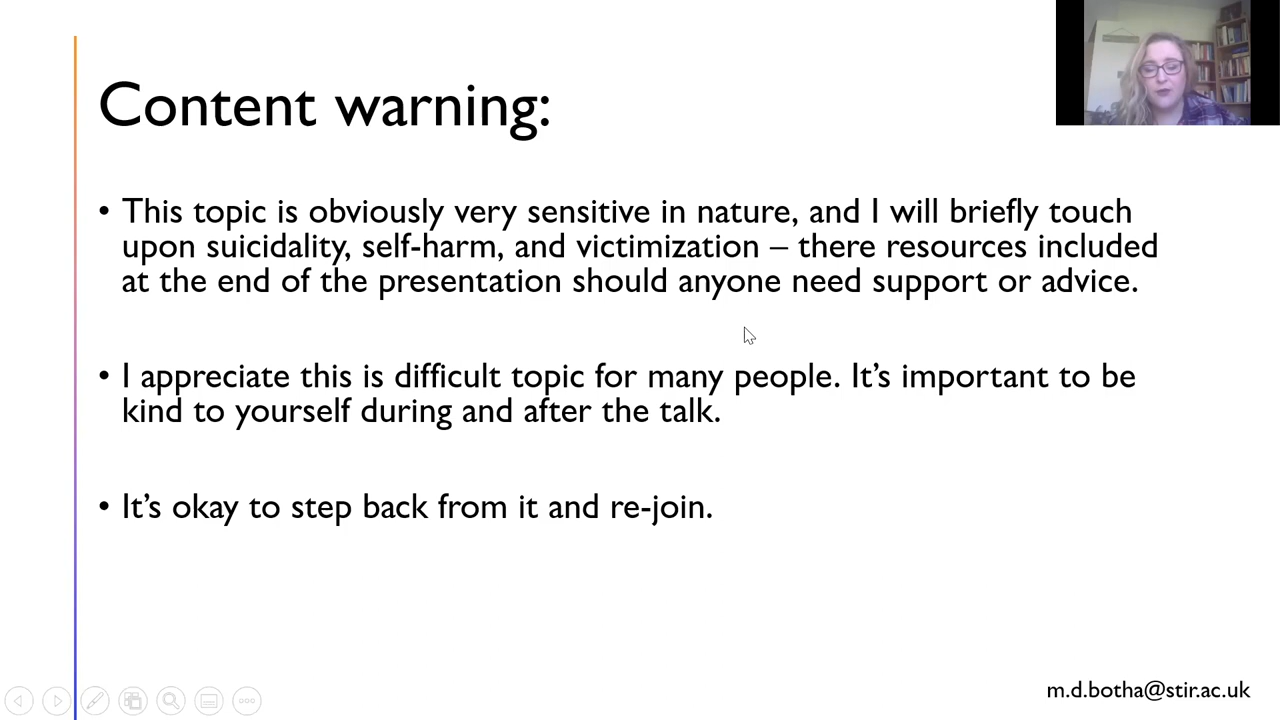 Content warning:
• This topic is obviously very sensitive in nature, and I will briefly touch
upon suicidality, self-harm, and victimization – there resources included
at the end of the presentation should anyone need support or advice.
• I appreciate this is difficult topic for many people. It’s important to be
kind to yourself during and after the talk.
• It’s okay to step back from it and re-join.
m.d.botha@stir.ac.uk